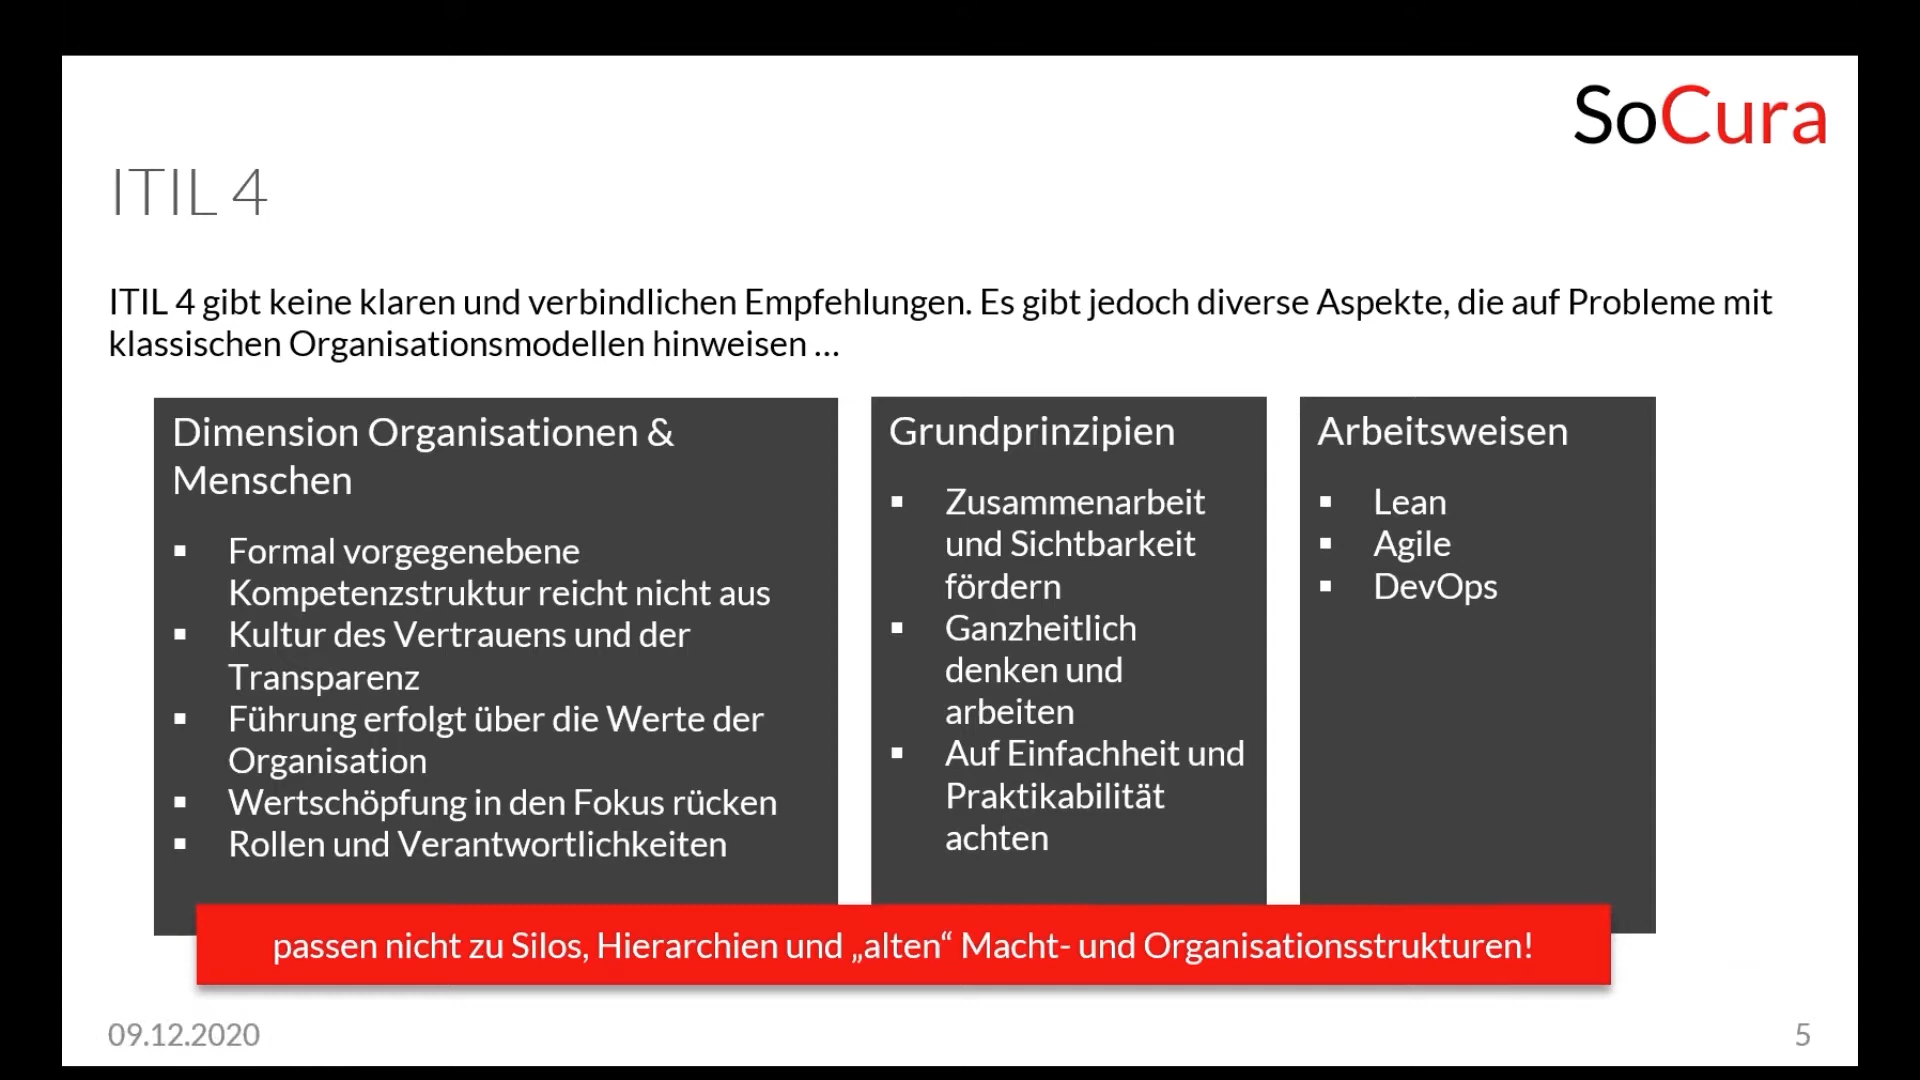 SoCura
ITIL 4
ITIL 4 gibt keine klaren und verbindlichen Empfehlungen. Es gibt jedoch diverse Aspekte, die auf Probleme mit
klassischen Organisationsmodellen hinweisen ...
Dimension Organisationen &
Menschen
▪ Formal vorgegenebene
Kompetenzstruktur reicht nicht aus
▪ Kultur des Vertrauens und der
Transparenz
▪ Führung erfolgt über die Werte der
Organisation
▪ Wertschöpfung in den Fokus rücken
▪ Rollen und Verantwortlichkeiten
Grundprinzipien
▪ Zusammenarbeit
und Sichtbarkeit
fördern
▪ Ganzheitlich
denken und
arbeiten
▪ Auf Einfachheit und
Praktikabilität
achten
Arbeitsweisen
▪ Lean
▪ Agile
▪ DevOps
passen nicht zu Silos, Hierarchien und „alten“ Macht- und Organisationsstrukturen!
09.12.2020
5